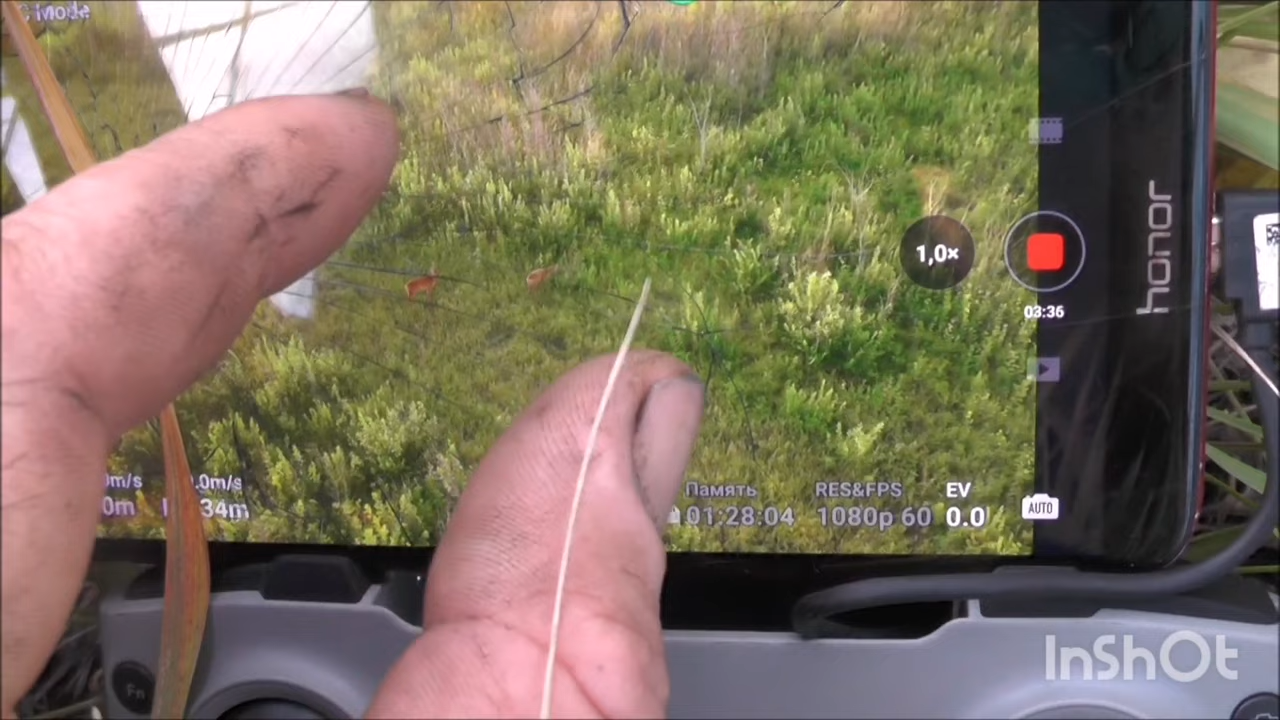 Mode
1,0×
03:36
honor
m/s
.0m/s
0m
34m
Память
RES&FPS
EV
01:28:04
1080p 60
0.0
AUTO
Fn
InShOt